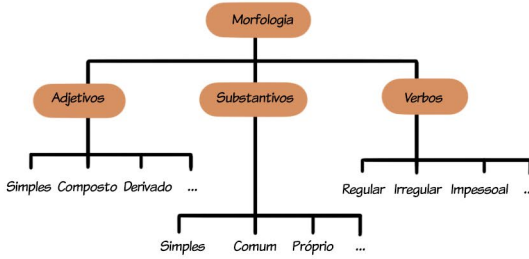 Morfologia
Adjetivos Substantivos Verbos
Simples Composto Derivado ...
Regular Irregular Impessoal ...
Simples Comum Próprio ...